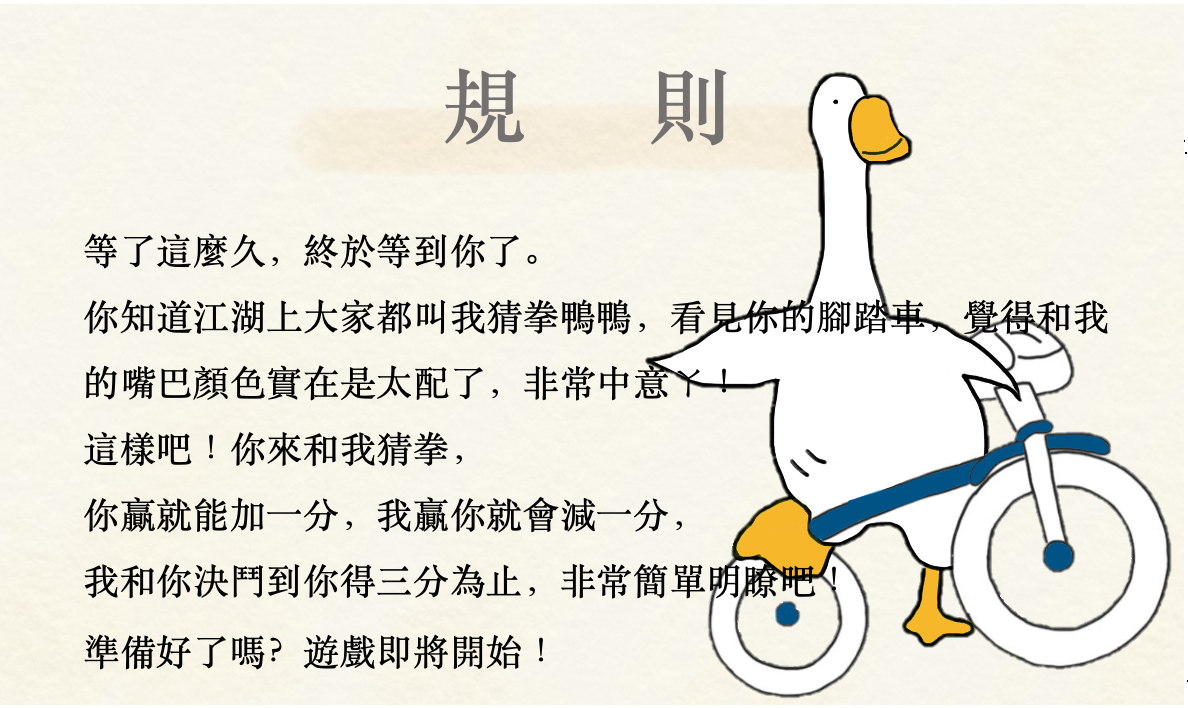 規 則
等了這麼久，終於等到你了。
你知道江湖上大家都叫我猜拳鴨鴨，看見你的腳踏車，覺得和我
的嘴巴顏色實在是太配了，非常中意ㄚ！
這樣吧！你來和我猜拳，
你贏就能加一分，我贏你就會減一分，
我和你決鬥到你得三分為止，非常簡單明瞭吧！
準備好了嗎？遊戲即將開始！